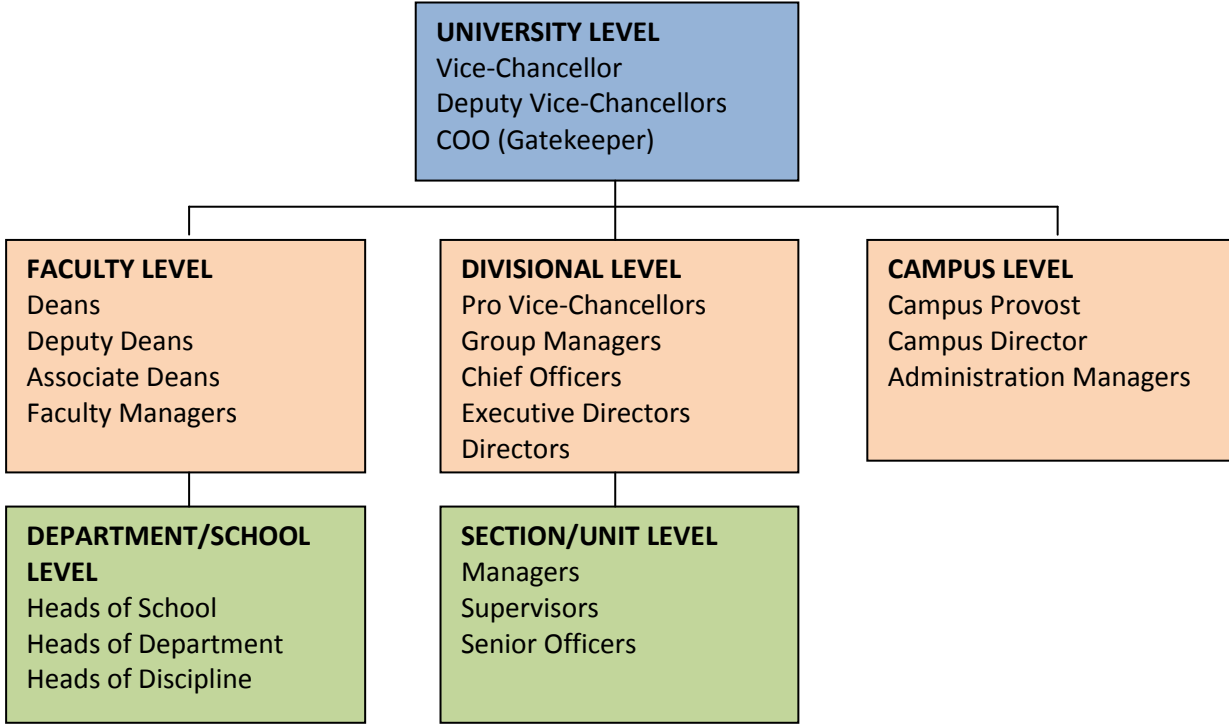 UNIVERSITY LEVEL
Vice-Chancellor
Deputy Vice-Chancellors
COO (Gatekeeper)
FACULTY LEVEL
Deans
Deputy Deans
Associate Deans
Faculty Managers
DIVISIONAL LEVEL
Pro Vice-Chancellors
Group Managers
Chief Officers
Executive Directors
Directors
CAMPUS LEVEL
Campus Provost
Campus Director
Administration Managers
DEPARTMENT/SCHOOL
LEVEL
Heads of School
Heads of Department
Heads of Discipline
SECTION/UNIT LEVEL
Managers
Supervisors
Senior Officers